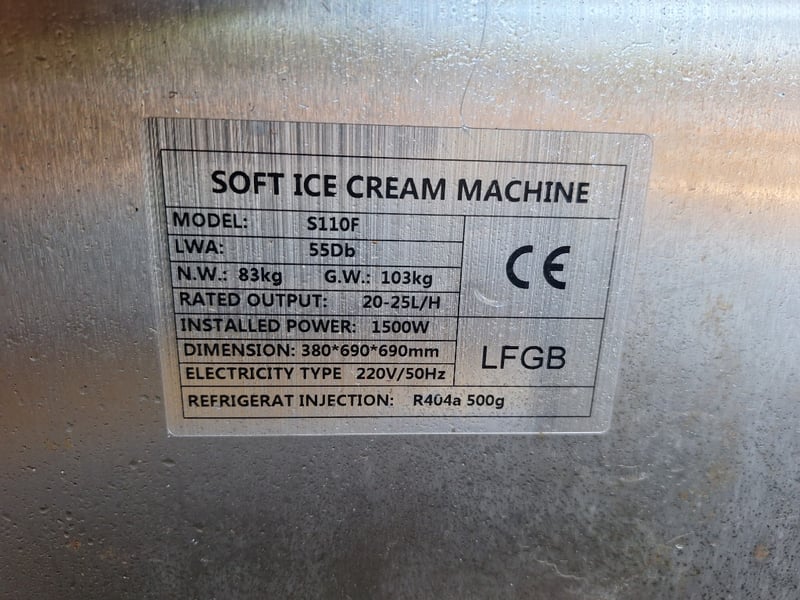 SOFT ICE CREAM MACHINE
MODEL: S110F
LWA: 55Db
N.W.: 83kg G.W.: 103kg
RATED OUTPUT: 20-25L/H
INSTALLED POWER: 1500W
DIMENSION: 380*690*690mm
ELECTRICITY TYPE 220V/50Hz
CE
LFGB
REFRIGERAT INJECTION: R404a 500g